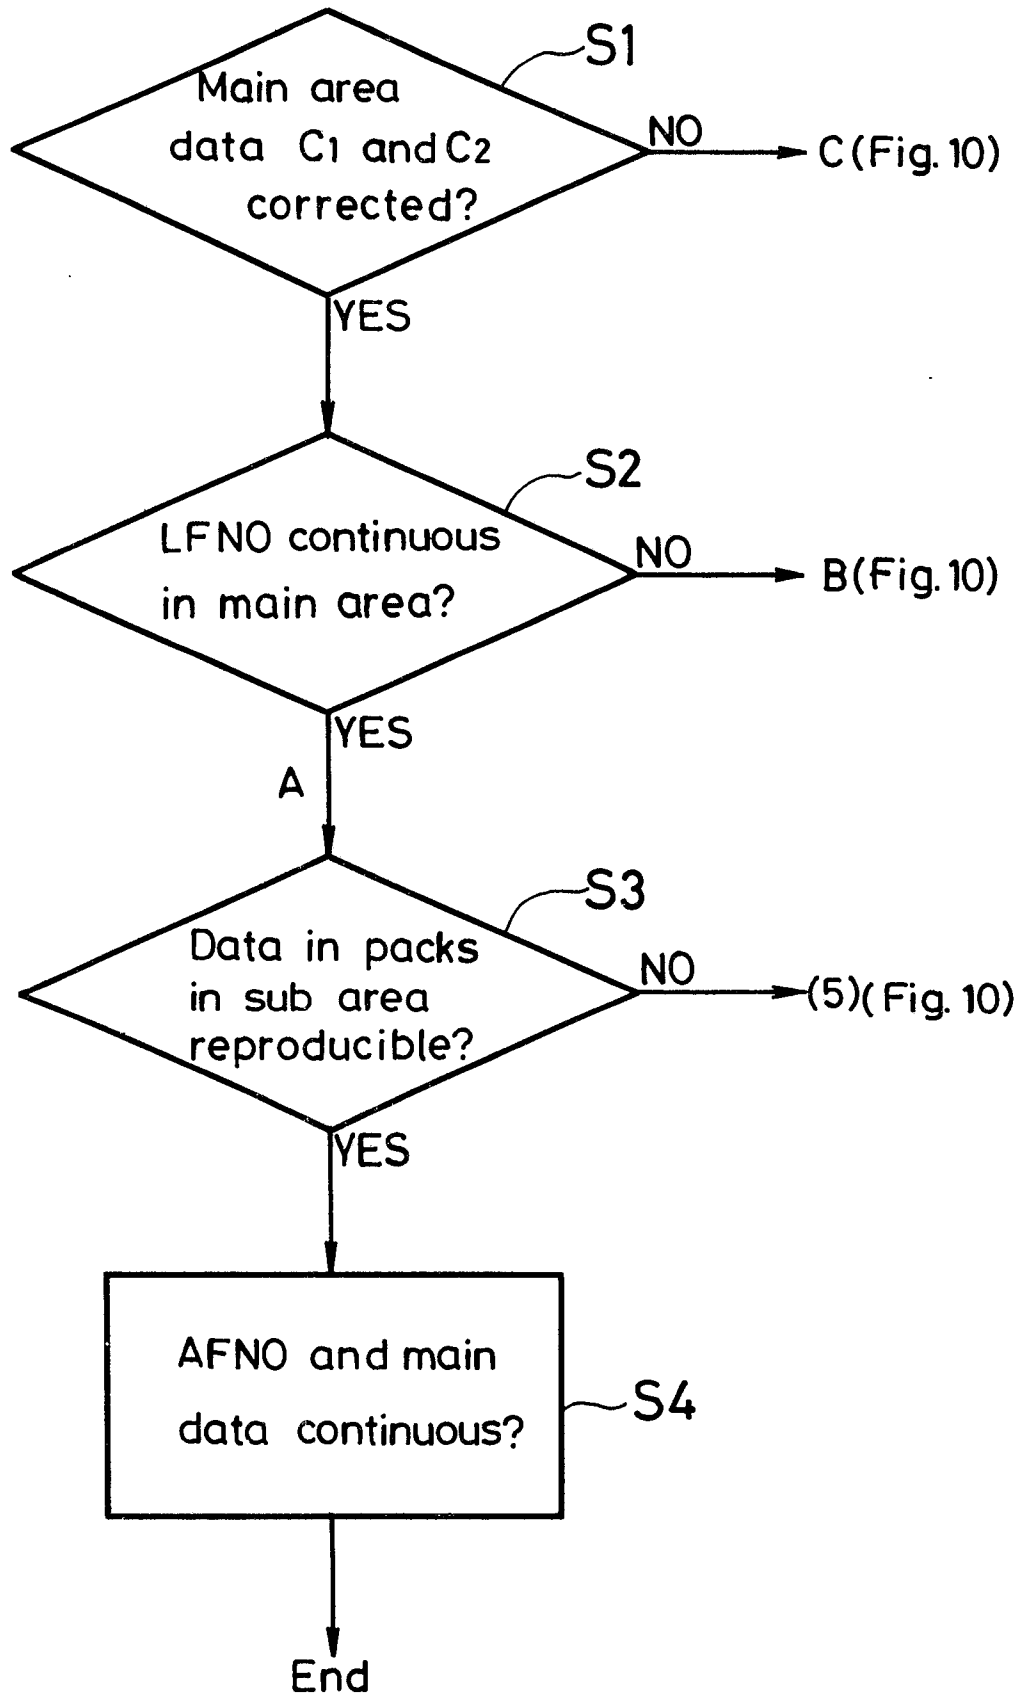 S1
Main area
data C1 and C2
corrected?
NO
C (Fig. 10)
YES
S2
LFNO continuous
in main area?
NO
B (Fig. 10)
YES
A
S3
Data in packs
in sub area
reproducible?
NO
(5) (Fig. 10)
YES
AFNO and main
data continuous?
S4
End